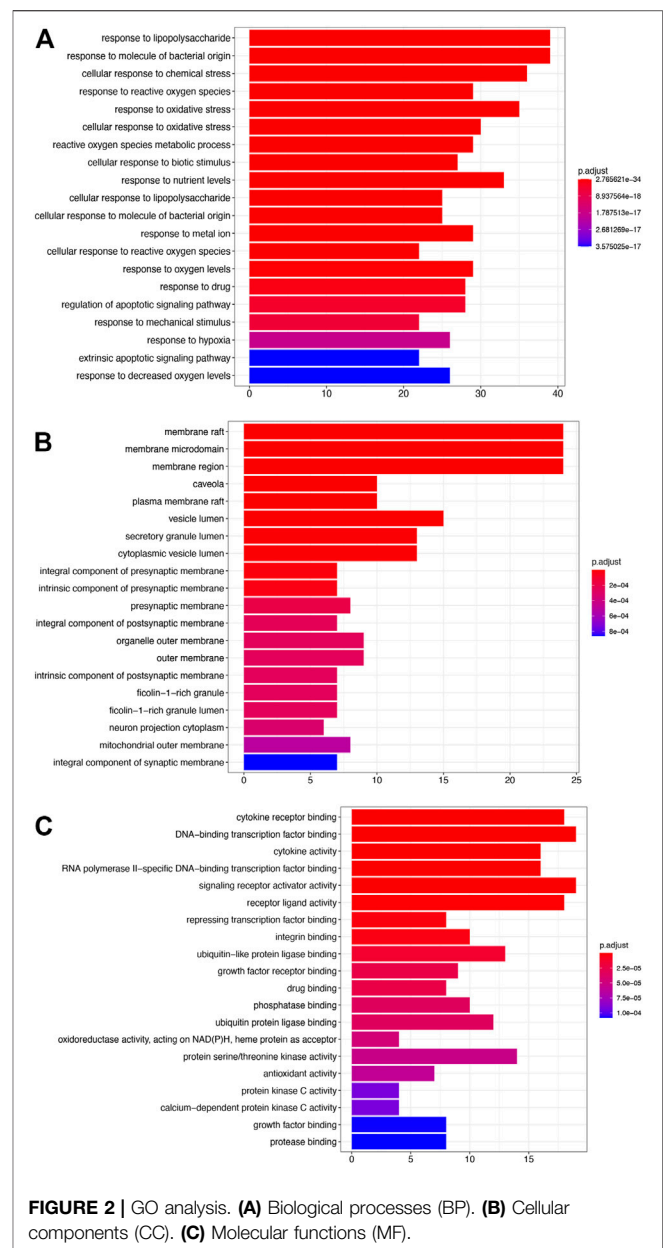 A
response to lipopolysaccharide
response to molecule of bacterial origin
cellular response to chemical stress
response to reactive oxygen species
response to oxidative stress
cellular response to oxidative stress
reactive oxygen species metabolic process
cellular response to biotic stimulus
response to nutrient levels
cellular response to lipopolysaccharide
cellular response to molecule of bacterial origin
response to metal ion
cellular response to reactive oxygen species
response to oxygen levels
response to drug
regulation of apoptotic signaling pathway
response to mechanical stimulus
response to hypoxia
extrinsic apoptotic signaling pathway
response to decreased oxygen levels
0 10 20 30 40
p.adjust
2.765621e-34
8.937564e-18
1.787513e-17
2.681269e-17
3.575025e-17
B
membrane raft
membrane microdomain
membrane region
caveola
plasma membrane raft
vesicle lumen
secretory granule lumen
cytoplasmic vesicle lumen
integral component of presynaptic membrane
intrinsic component of presynaptic membrane
presynaptic membrane
integral component of postsynaptic membrane
organelle outer membrane
outer membrane
intrinsic component of postsynaptic membrane
ficolin-1-rich granule
ficolin-1-rich granule lumen
neuron projection cytoplasm
mitochondrial outer membrane
integral component of synaptic membrane
0 5 10 15 20 25
p.adjust
2e-04
4e-04
6e-04
8e-04
C
cytokine receptor binding
DNA-binding transcription factor binding
cytokine activity
RNA polymerase II-specific DNA-binding transcription factor binding
signaling receptor activator activity
receptor ligand activity
repressing transcription factor binding
integrin binding
ubiquitin-like protein ligase binding
growth factor receptor binding
drug binding
phosphatase binding
ubiquitin protein ligase binding
oxidoreductase activity, acting on NAD(P)H, heme protein as acceptor
protein serine/threonine kinase activity
antioxidant activity
protein kinase C activity
calcium-dependent protein kinase C activity
growth factor binding
protease binding
0 5 10 15
p.adjust
2.5e-05
5.0e-05
7.5e-05
1.0e-04
FIGURE 2 | GO analysis. (A) Biological processes (BP). (B) Cellular
components (CC). (C) Molecular functions (MF).